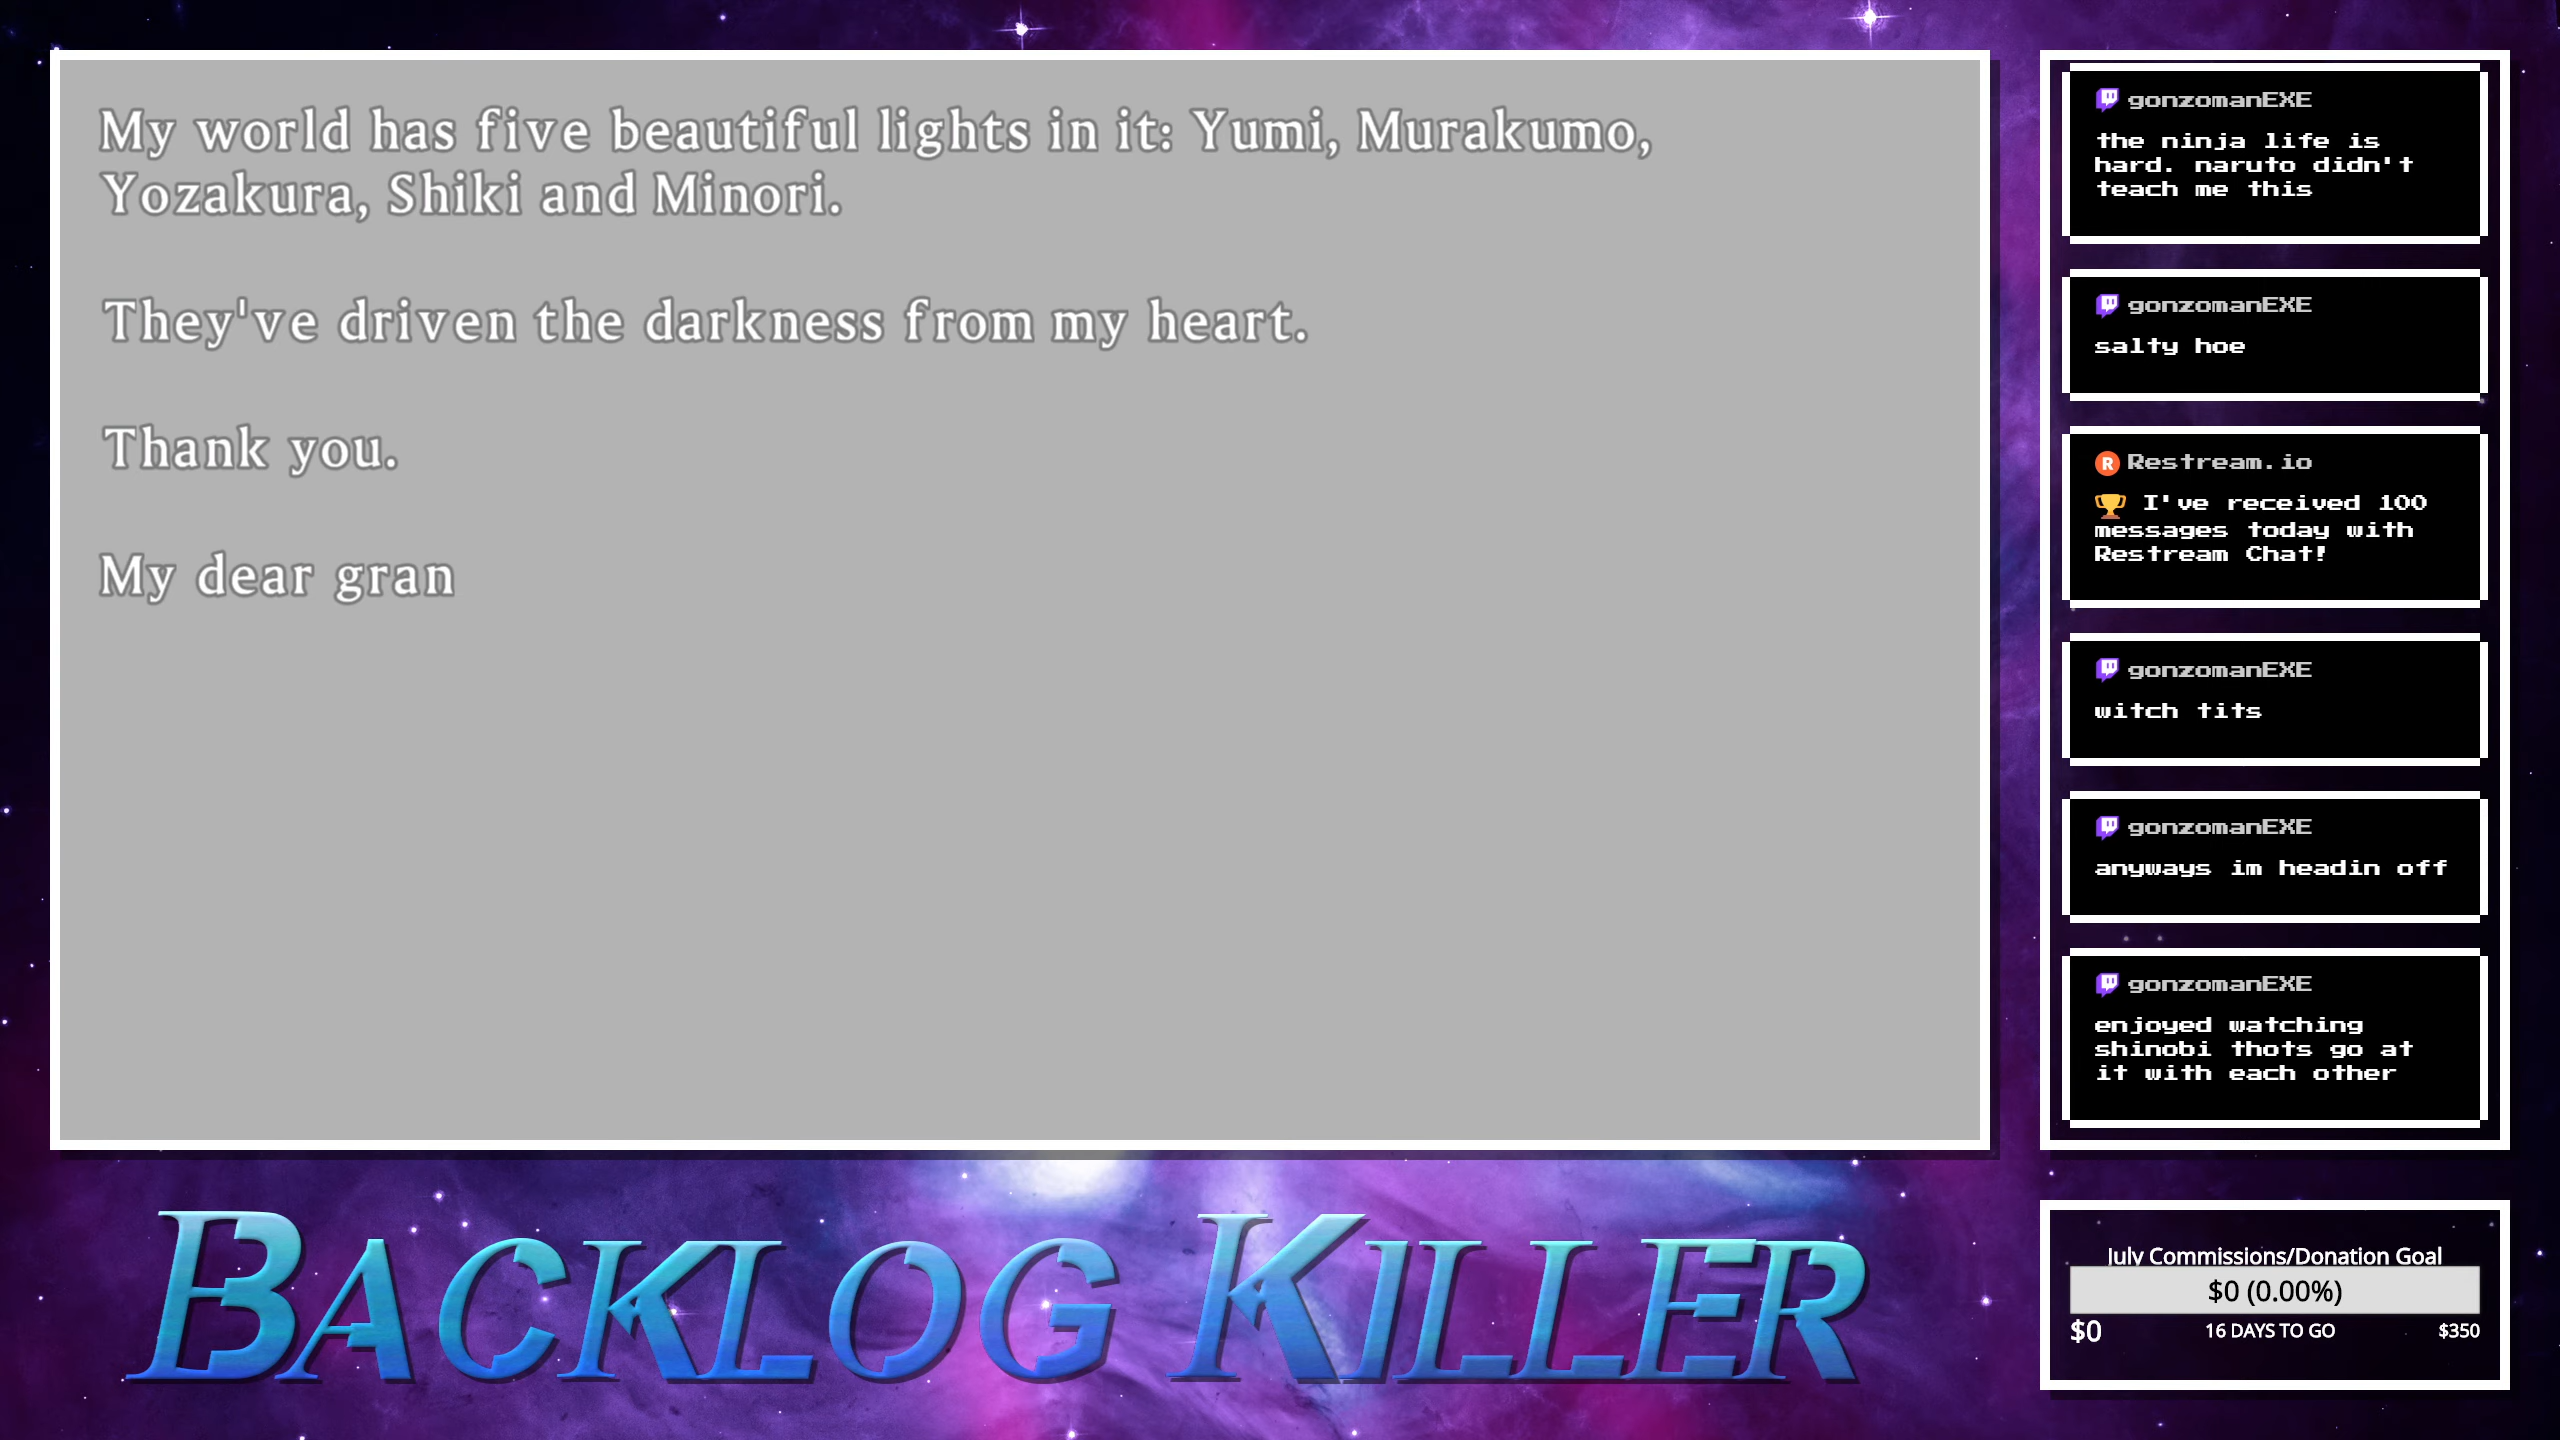 My world has five beautiful lights in it: Yumi, Murakumo,
Yozakura, Shiki and Minori.
They've driven the darkness from my heart.
Thank you.
My dear gran
gonzomanEXE
the ninja life is
hard. naruto didn't
teach me this
gonzomanEXE
salty hoe
Restream.io
🏆 I've received 100
messages today with
Restream Chat!
gonzomanEXE
witch tits
gonzomanEXE
anyways im headin off
gonzomanEXE
enjoyed watching
shinobi thots go at
it with each other
BACKLOG KILLER
July Commissions/Donation Goal
$0 (0.00%)
$0 16 DAYS TO GO $350